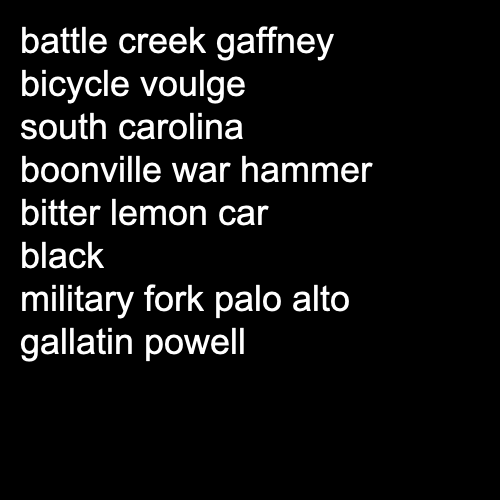 battle creek gaffney
bicycle voulge
south carolina
boonville war hammer
bitter lemon car
black
military fork palo alto
gallatin powell